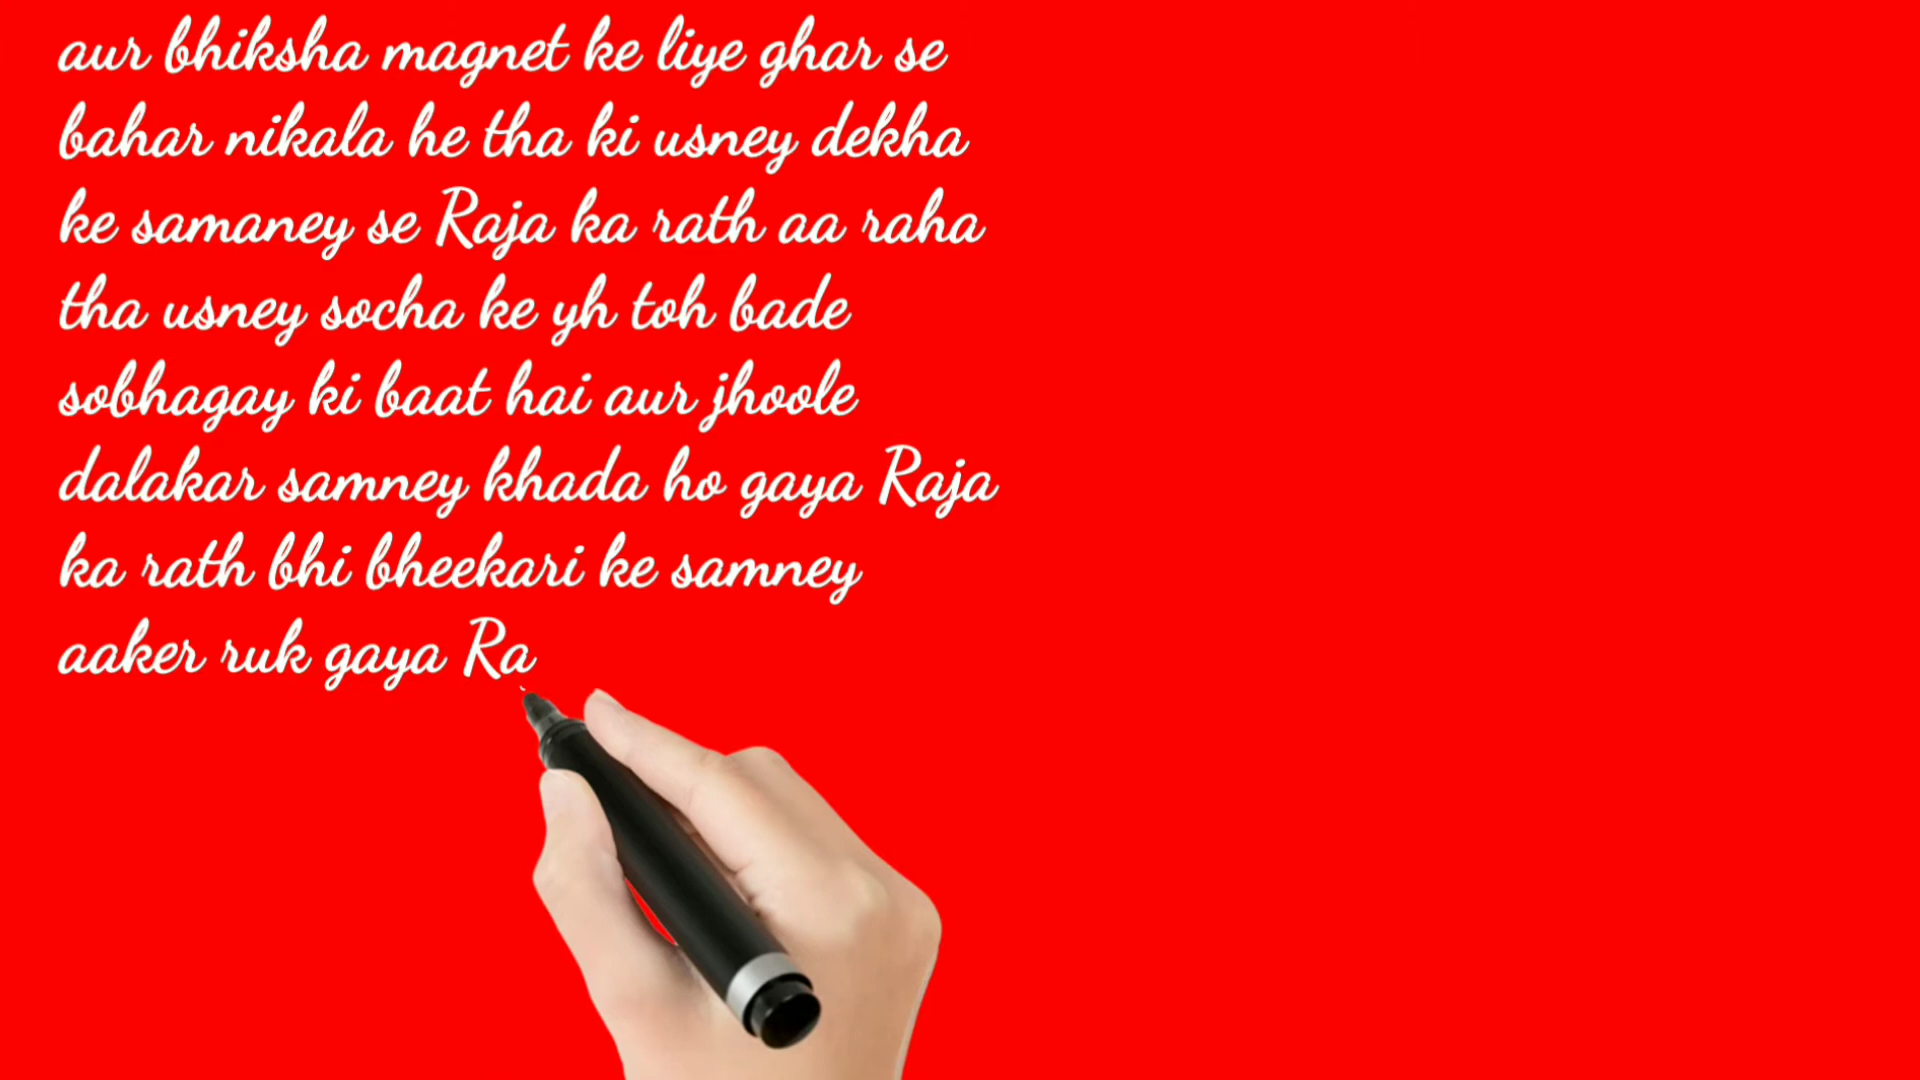 aur bhiksha magnet ke liye ghar se
bahar nikala he tha ki usney dekha
ke samaney se Raja ka rath aa raha
tha usney socha ke yh toh bade
sobhagay ki baat hai aur jhoole
dalakar samney khada ho gaya Raja
ka rath bhi bheekari ke samney
aaker ruk gaya Ra